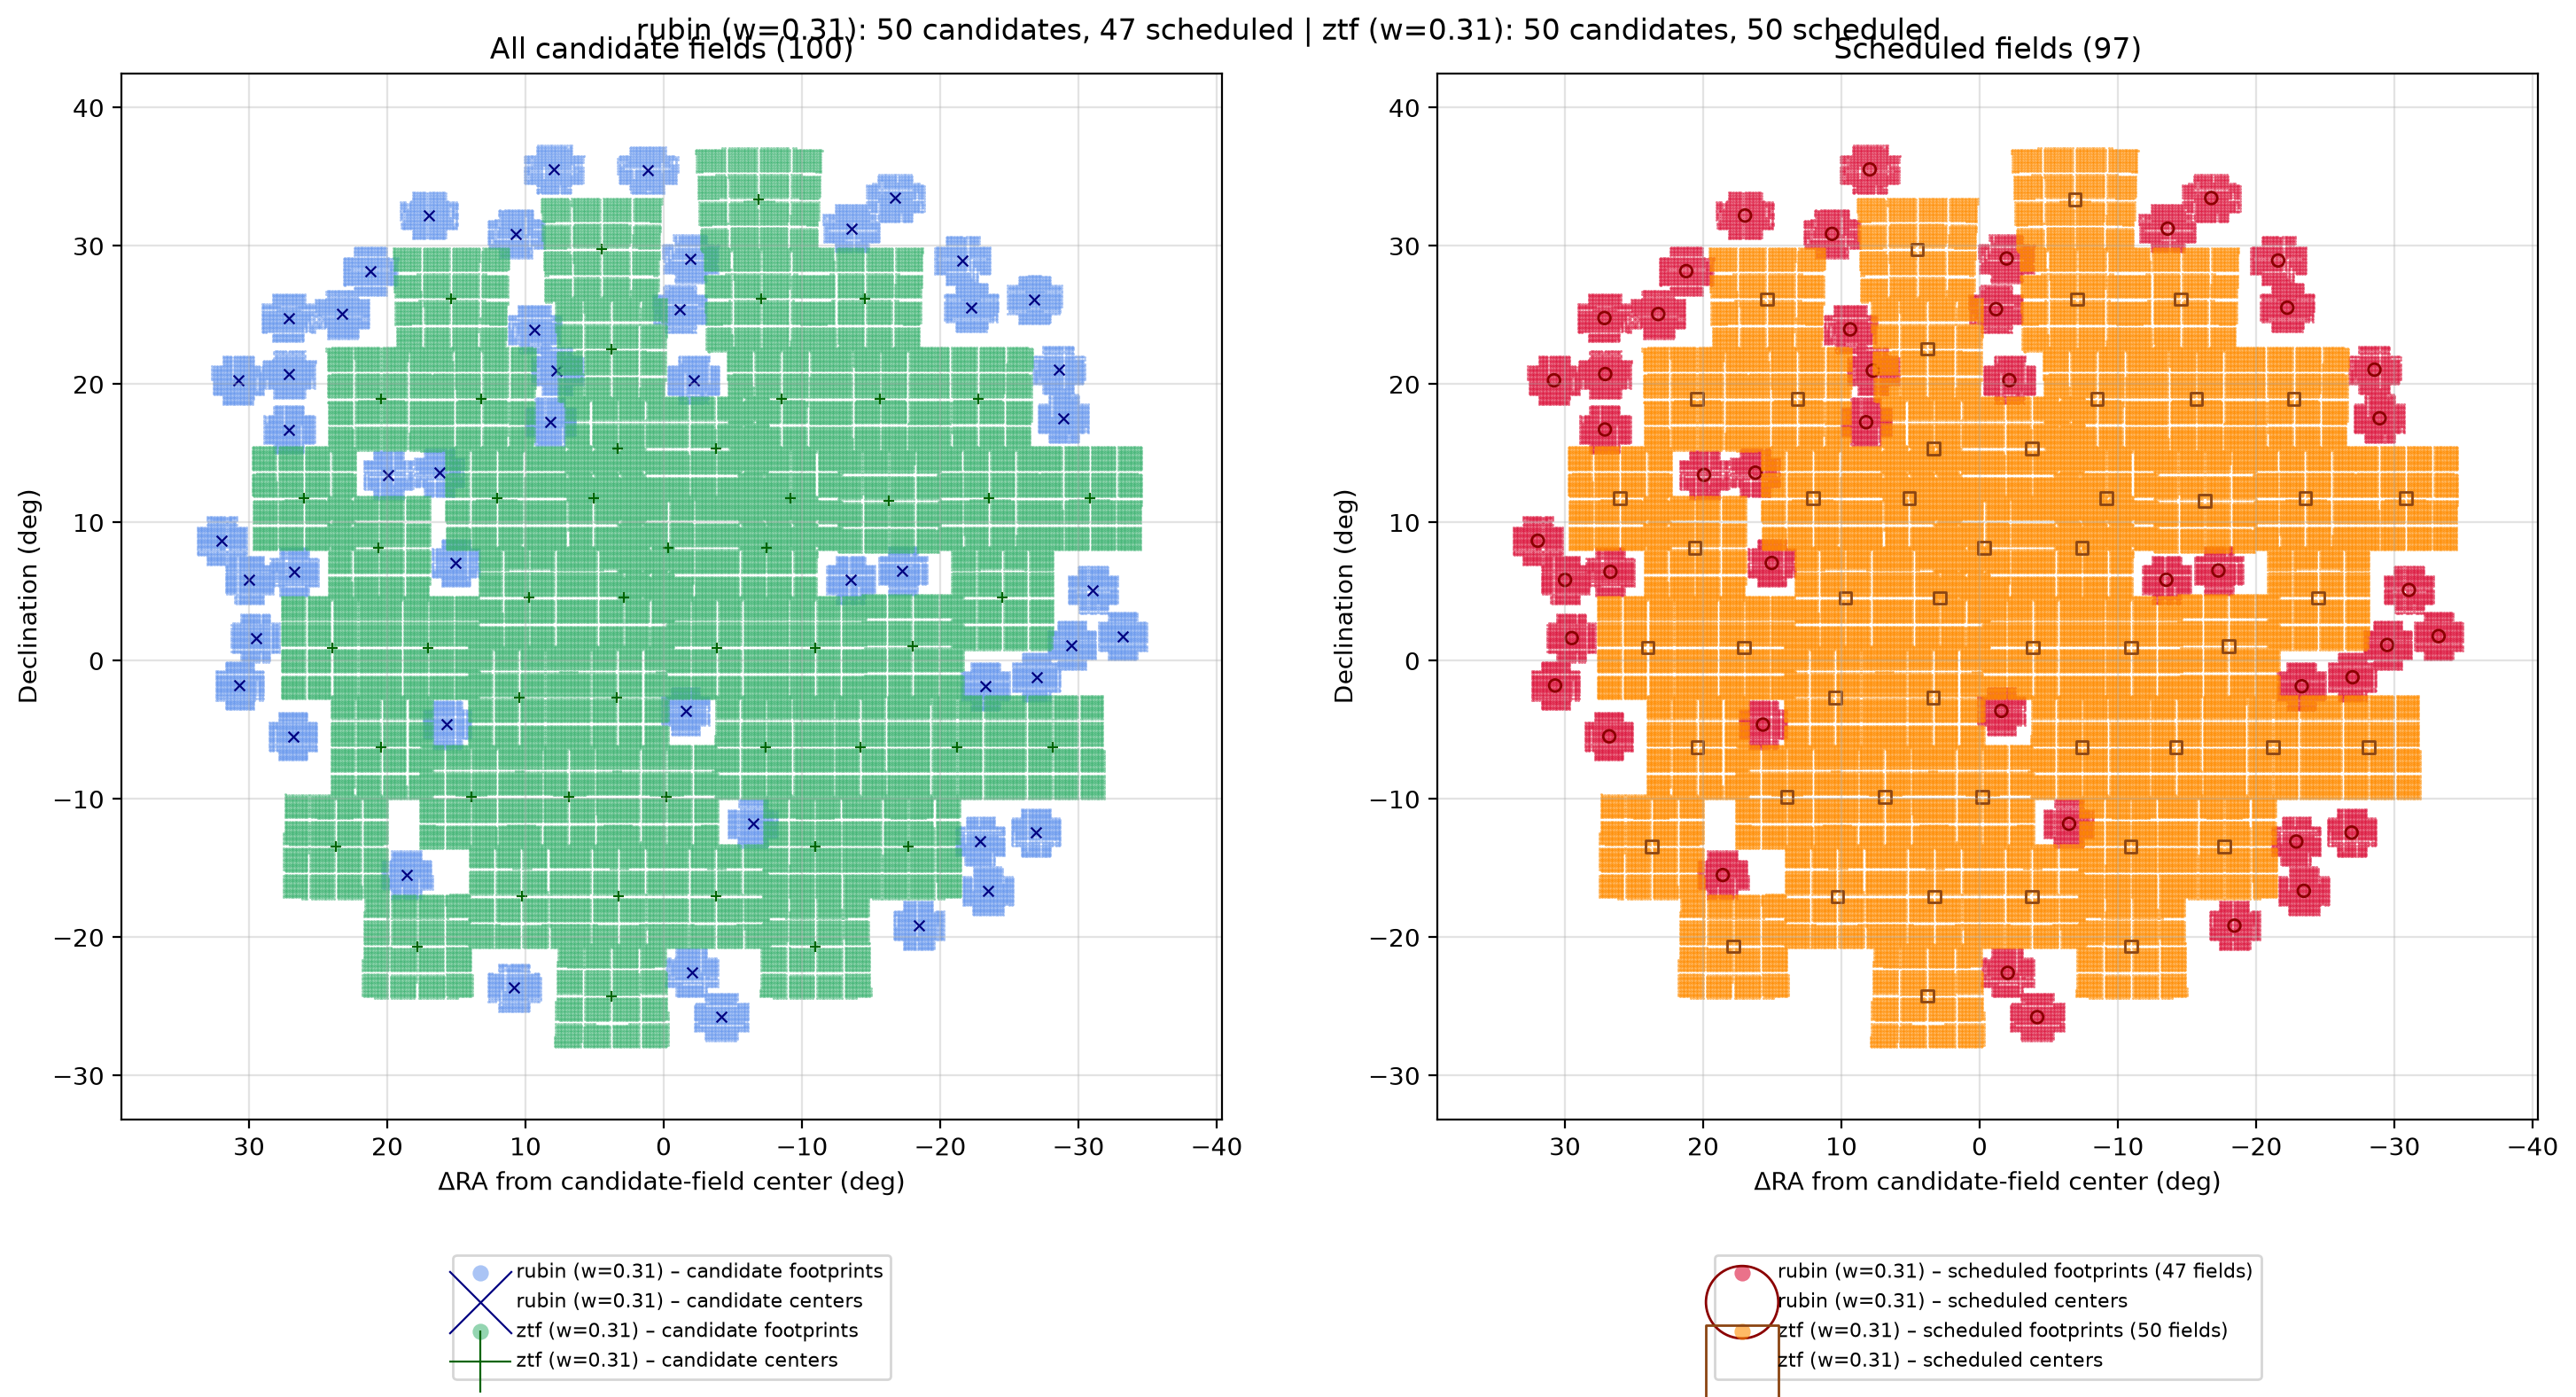 rubin (w=0.31): 50 candidates, 47 scheduled | ztf (w=0.31): 50 candidates, 50 scheduled
All candidate fields (100)
Scheduled fields (97)
40
30
20
10
0
−10
−20
−30
Declination (deg)
30
20
10
0
−10
−20
−30
−40
ΔRA from candidate-field center (deg)
40
30
20
10
0
−10
−20
−30
Declination (deg)
30
20
10
0
−10
−20
−30
−40
ΔRA from candidate-field center (deg)
rubin (w=0.31) – candidate footprints
rubin (w=0.31) – candidate centers
ztf (w=0.31) – candidate footprints
ztf (w=0.31) – candidate centers
rubin (w=0.31) – scheduled footprints (47 fields)
rubin (w=0.31) – scheduled centers
ztf (w=0.31) – scheduled footprints (50 fields)
ztf (w=0.31) – scheduled centers